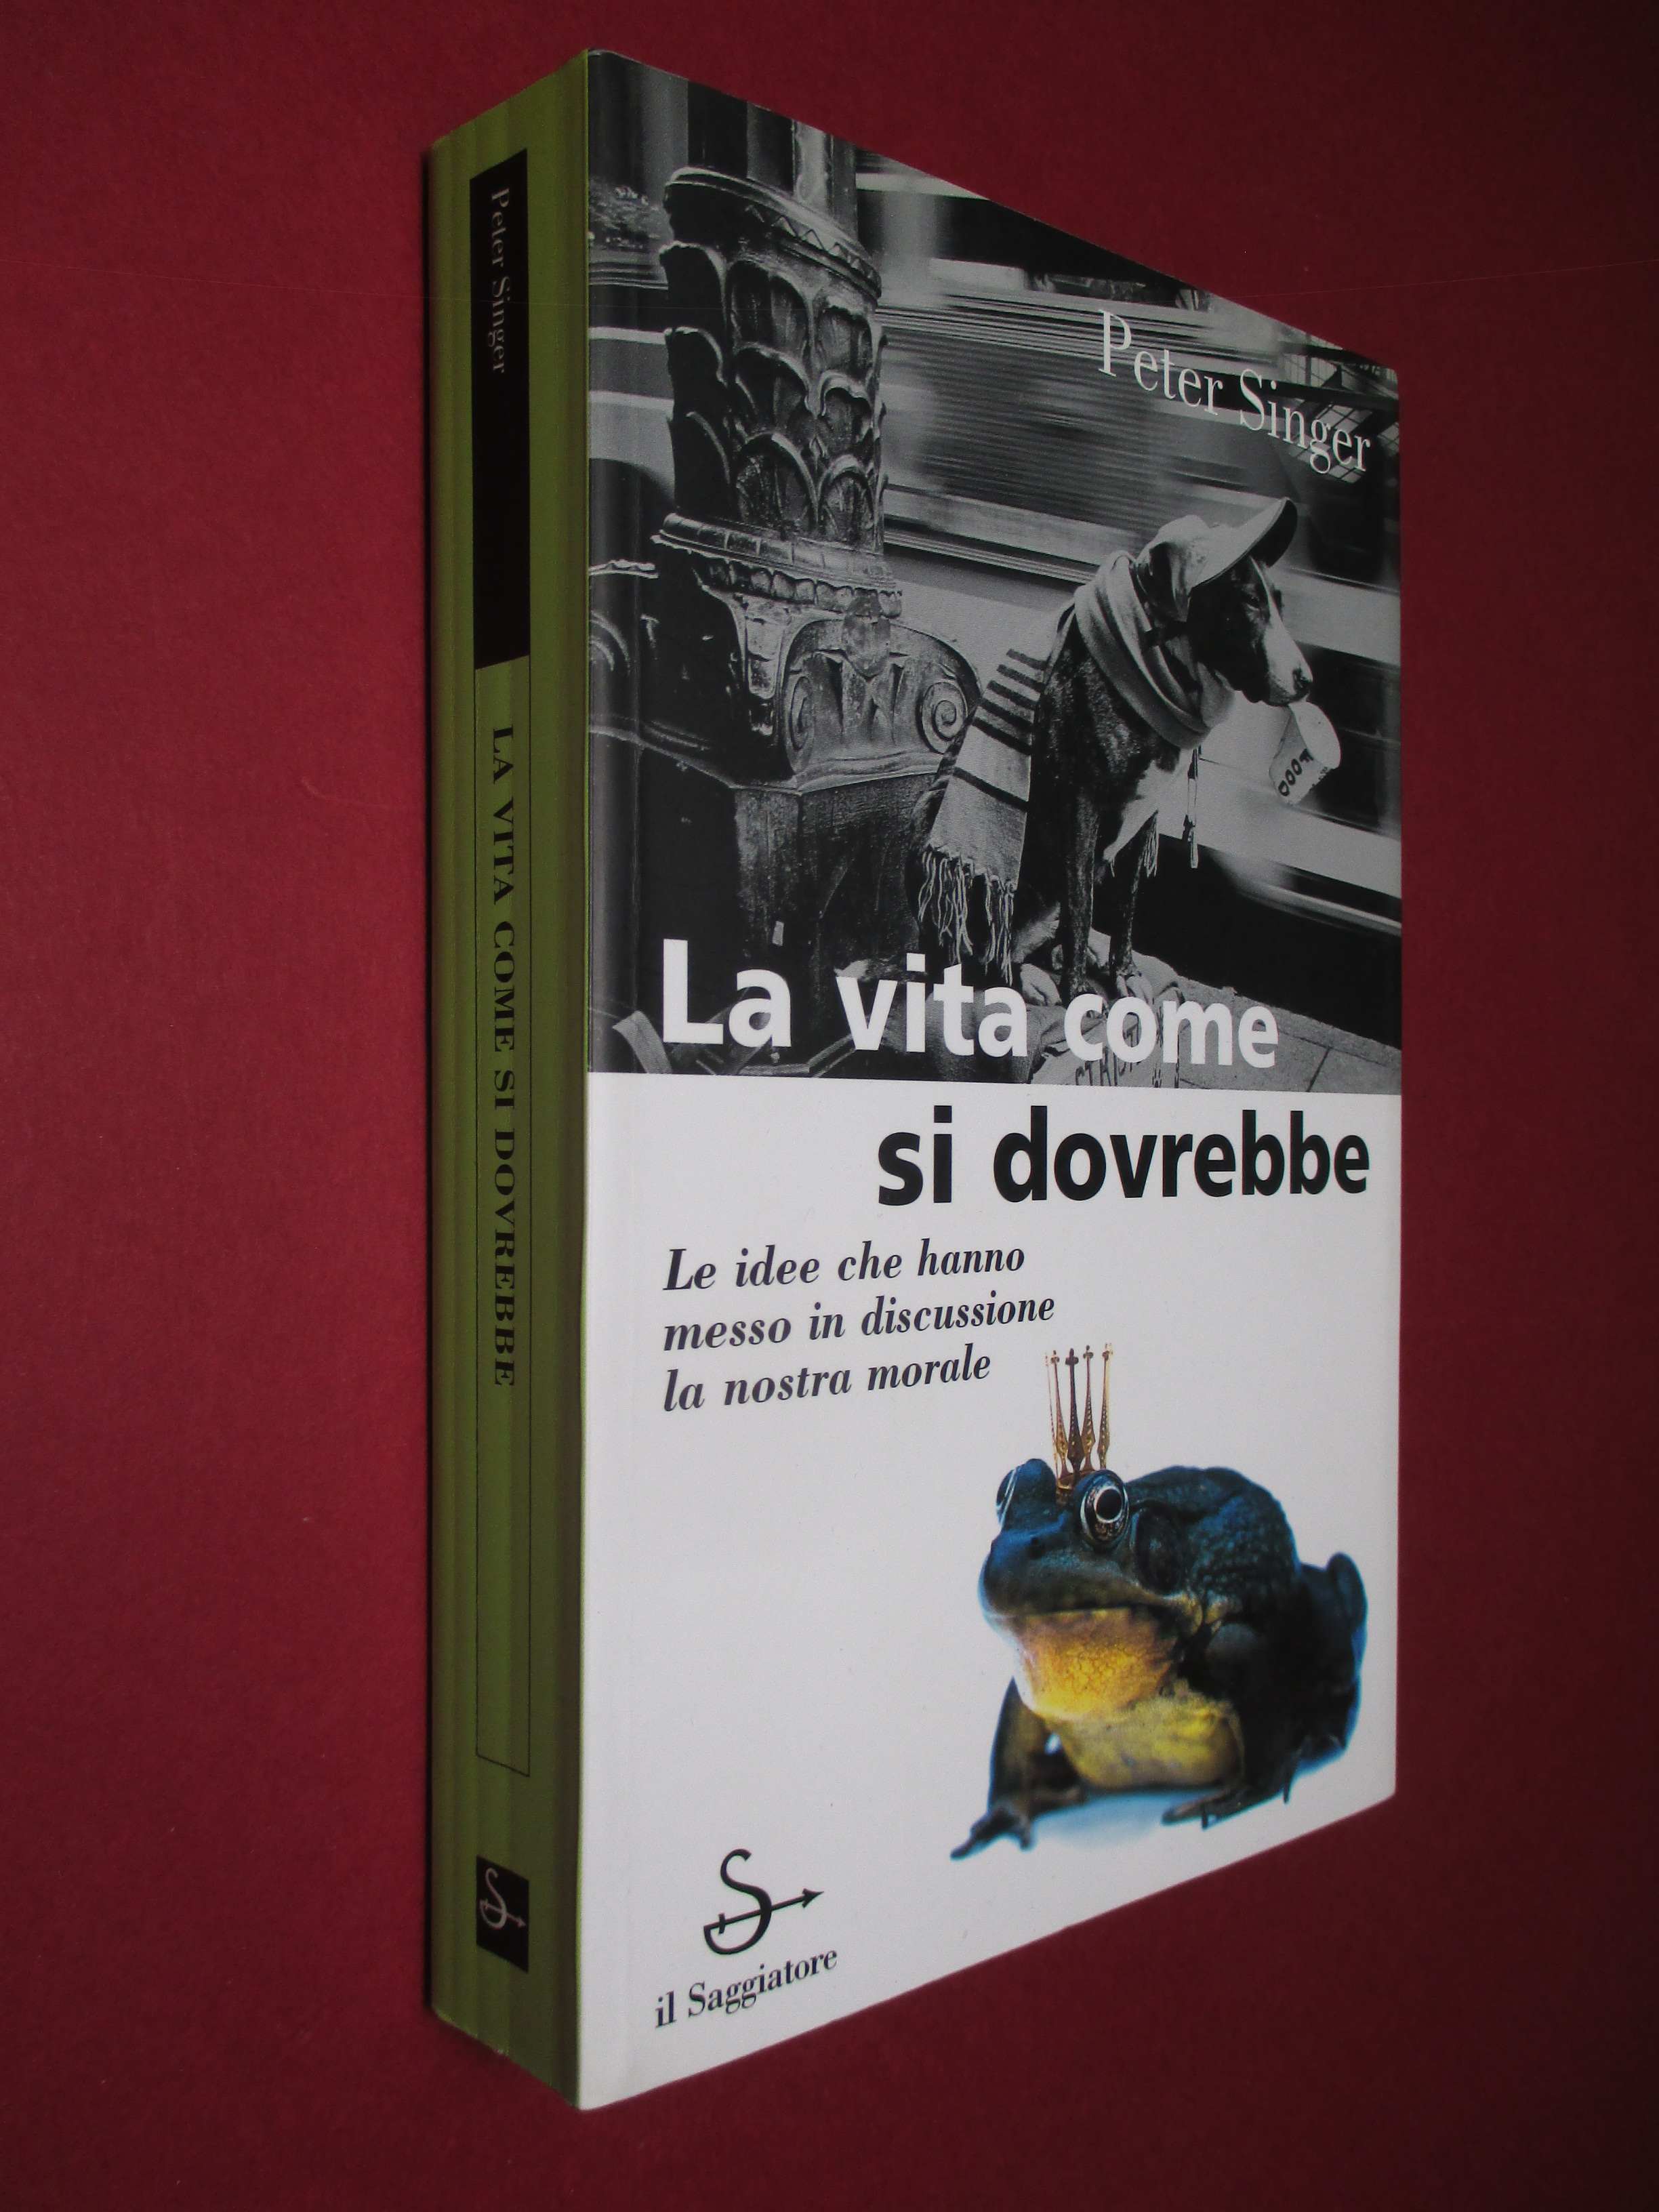 Peter Singer
LA VITA COME SI DOVREBBE
Peter Singer
La vita come
si dovrebbe
Le idee che hanno
messo in discussione
la nostra morale
il Saggiatore